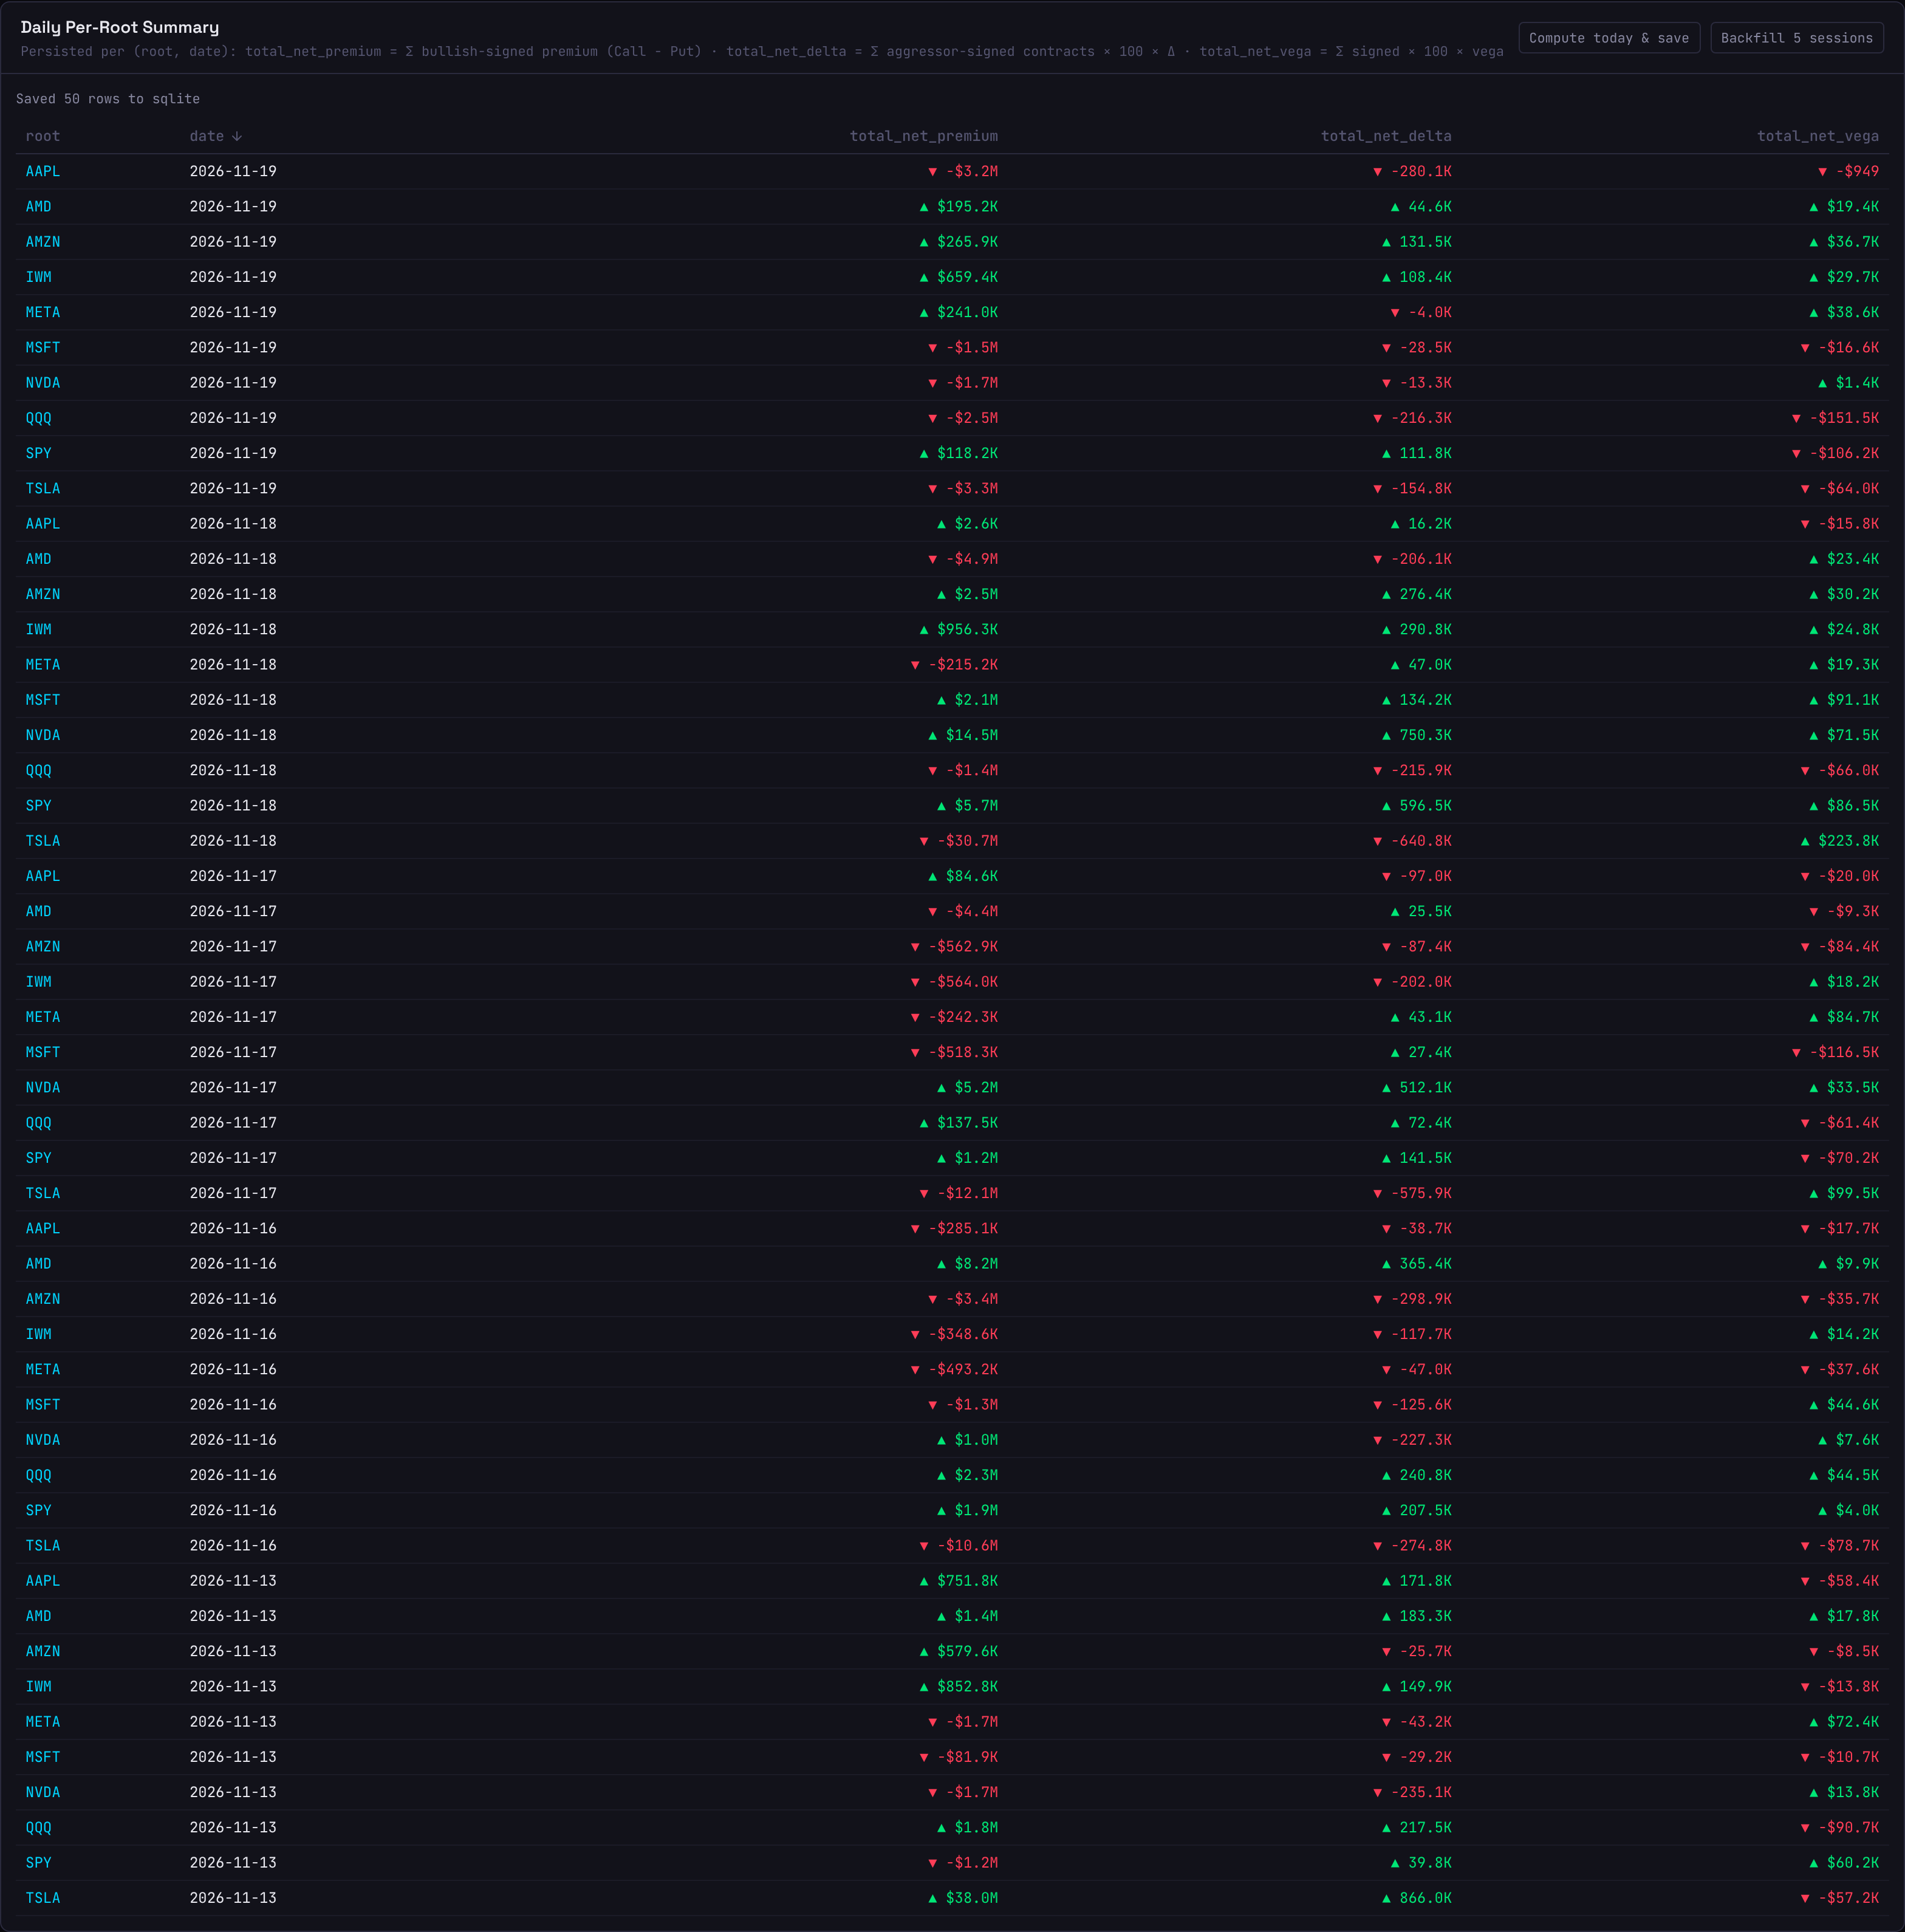 Daily Per-Root Summary
Persisted per (root, date): total_net_premium = Σ bullish-signed premium (Call - Put) · total_net_delta = Σ aggressor-signed contracts × 100 × Δ · total_net_vega = Σ signed × 100 × vega
Compute today & save
Backfill 5 sessions
Saved 50 rows to sqlite
root date ↓ total_net_premium total_net_delta total_net_vega
AAPL 2026-11-19 ▼ -$3.2M ▼ -280.1K ▼ -$949
AMD 2026-11-19 ▲ $195.2K ▲ 44.6K ▲ $19.4K
AMZN 2026-11-19 ▲ $265.9K ▲ 131.5K ▲ $36.7K
IWM 2026-11-19 ▲ $659.4K ▲ 108.4K ▲ $29.7K
META 2026-11-19 ▲ $241.0K ▼ -4.0K ▲ $38.6K
MSFT 2026-11-19 ▼ -$1.5M ▼ -28.5K ▼ -$16.6K
NVDA 2026-11-19 ▼ -$1.7M ▼ -13.3K ▲ $1.4K
QQQ 2026-11-19 ▼ -$2.5M ▼ -216.3K ▼ -$151.5K
SPY 2026-11-19 ▲ $118.2K ▲ 111.8K ▼ -$106.2K
TSLA 2026-11-19 ▼ -$3.3M ▼ -154.8K ▼ -$64.0K
AAPL 2026-11-18 ▲ $2.6K ▲ 16.2K ▼ -$15.8K
AMD 2026-11-18 ▼ -$4.9M ▼ -206.1K ▲ $23.4K
AMZN 2026-11-18 ▲ $2.5M ▲ 276.4K ▲ $30.2K
IWM 2026-11-18 ▲ $956.3K ▲ 290.8K ▲ $24.8K
META 2026-11-18 ▼ -$215.2K ▲ 47.0K ▲ $19.3K
MSFT 2026-11-18 ▲ $2.1M ▲ 134.2K ▲ $91.1K
NVDA 2026-11-18 ▲ $14.5M ▲ 750.3K ▲ $71.5K
QQQ 2026-11-18 ▼ -$1.4M ▼ -215.9K ▼ -$66.0K
SPY 2026-11-18 ▲ $5.7M ▲ 596.5K ▲ $86.5K
TSLA 2026-11-18 ▼ -$30.7M ▼ -640.8K ▲ $223.8K
AAPL 2026-11-17 ▲ $84.6K ▼ -97.0K ▼ -$20.0K
AMD 2026-11-17 ▼ -$4.4M ▲ 25.5K ▼ -$9.3K
AMZN 2026-11-17 ▼ -$562.9K ▼ -87.4K ▼ -$84.4K
IWM 2026-11-17 ▼ -$564.0K ▼ -202.0K ▲ $18.2K
META 2026-11-17 ▼ -$242.3K ▲ 43.1K ▲ $84.7K
MSFT 2026-11-17 ▼ -$518.3K ▲ 27.4K ▼ -$116.5K
NVDA 2026-11-17 ▲ $5.2M ▲ 512.1K ▲ $33.5K
QQQ 2026-11-17 ▲ $137.5K ▲ 72.4K ▼ -$61.4K
SPY 2026-11-17 ▲ $1.2M ▲ 141.5K ▼ -$70.2K
TSLA 2026-11-17 ▼ -$12.1M ▼ -575.9K ▲ $99.5K
AAPL 2026-11-16 ▼ -$285.1K ▼ -38.7K ▼ -$17.7K
AMD 2026-11-16 ▲ $8.2M ▲ 365.4K ▲ $9.9K
AMZN 2026-11-16 ▼ -$3.4M ▼ -298.9K ▼ -$35.7K
IWM 2026-11-16 ▼ -$348.6K ▼ -117.7K ▲ $14.2K
META 2026-11-16 ▼ -$493.2K ▼ -47.0K ▼ -$37.6K
MSFT 2026-11-16 ▼ -$1.3M ▼ -125.6K ▲ $44.6K
NVDA 2026-11-16 ▲ $1.0M ▼ -227.3K ▲ $7.6K
QQQ 2026-11-16 ▲ $2.3M ▲ 240.8K ▲ $44.5K
SPY 2026-11-16 ▲ $1.9M ▲ 207.5K ▲ $4.0K
TSLA 2026-11-16 ▼ -$10.6M ▼ -274.8K ▼ -$78.7K
AAPL 2026-11-13 ▲ $751.8K ▲ 171.8K ▼ -$58.4K
AMD 2026-11-13 ▲ $1.4M ▲ 183.3K ▲ $17.8K
AMZN 2026-11-13 ▲ $579.6K ▼ -25.7K ▼ -$8.5K
IWM 2026-11-13 ▲ $852.8K ▲ 149.9K ▼ -$13.8K
META 2026-11-13 ▼ -$1.7M ▼ -43.2K ▲ $72.4K
MSFT 2026-11-13 ▼ -$81.9K ▼ -29.2K ▼ -$10.7K
NVDA 2026-11-13 ▼ -$1.7M ▼ -235.1K ▲ $13.8K
QQQ 2026-11-13 ▲ $1.8M ▲ 217.5K ▼ -$90.7K
SPY 2026-11-13 ▼ -$1.2M ▲ 39.8K ▲ $60.2K
TSLA 2026-11-13 ▲ $38.0M ▲ 866.0K ▼ -$57.2K